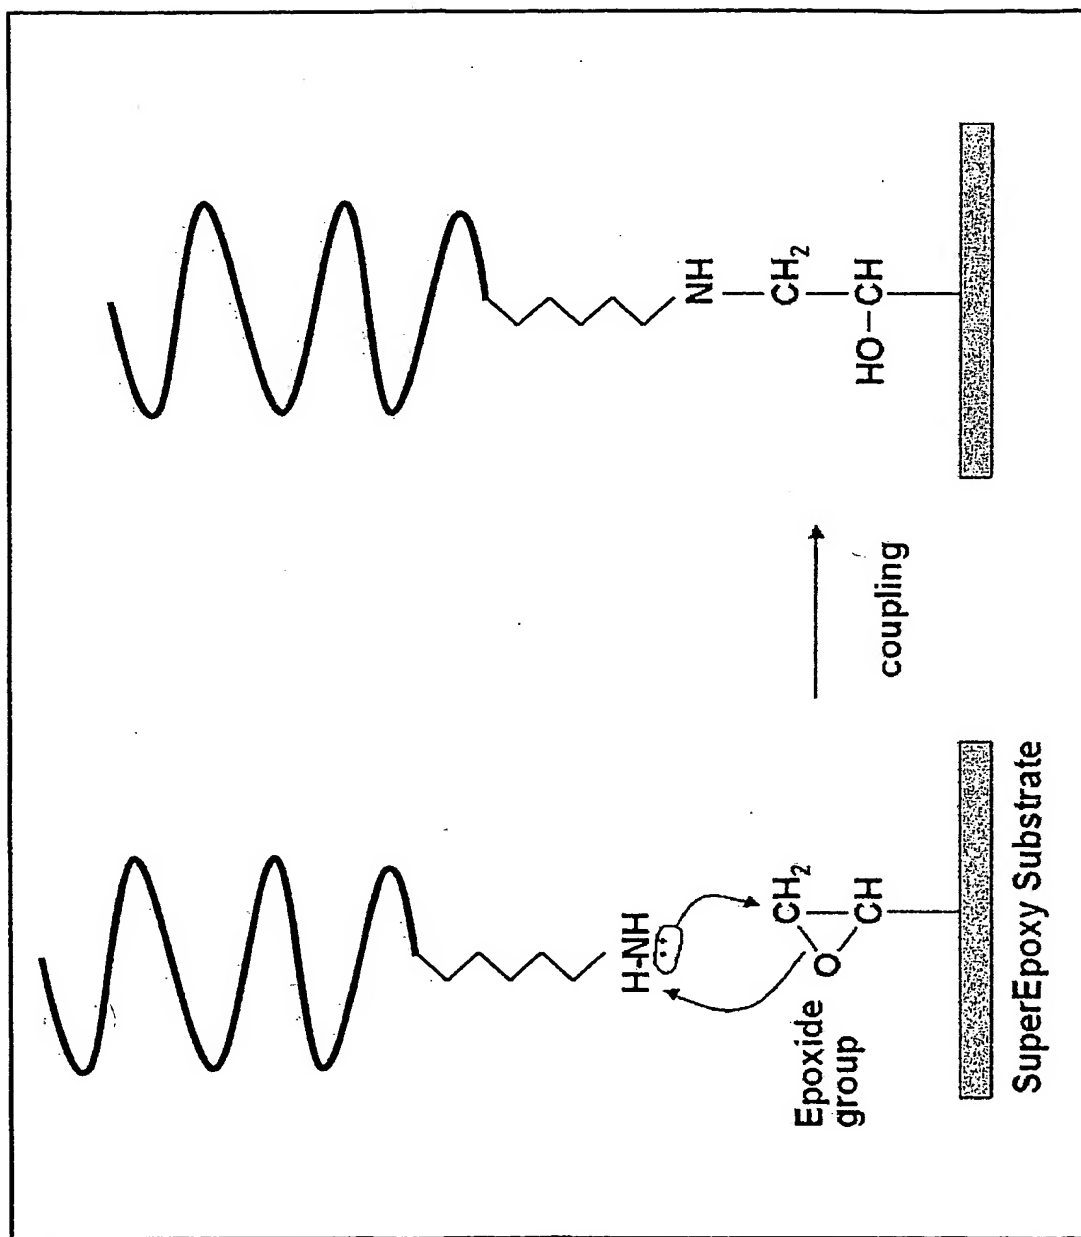 H-NH
CH₂
O
CH
Epoxide
group
SuperEpoxy Substrate
coupling
NH
CH₂
HO-CH